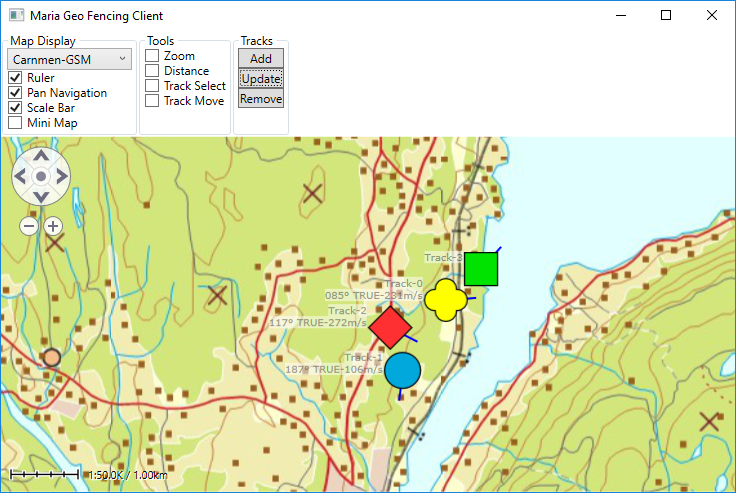 Maria Geo Fencing Client
Map Display
Carnmen-GSM
Ruler
Pan Navigation
Scale Bar
Mini Map
Tools
Zoom
Distance
Track Select
Track Move
Tracks
Add
Update
Remove
Track-3
Track-0
085° TRUE-231m/s
Track-2
117° TRUE-272m/s
Track-1
187° TRUE-106m/s
1:50.0K / 1.00km